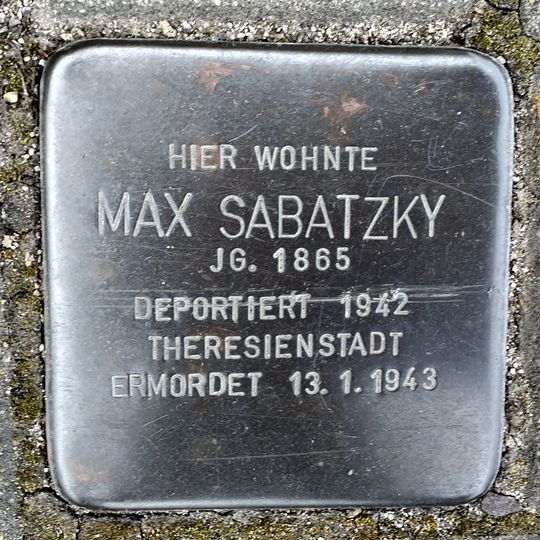 HIER WOHNTE
MAX SABATZKY
JG. 1865
DEPORTIERT 1942
THERESIENSTADT
ERMORDET 13.1.1943